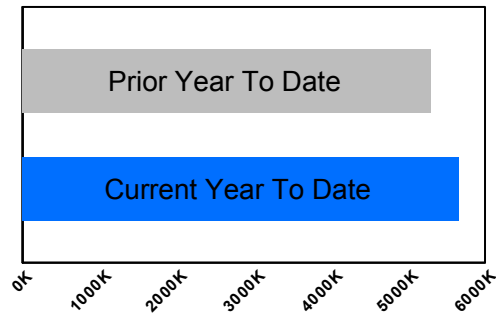 Prior Year To Date
Current Year To Date
0K
1000K
2000K
3000K
4000K
5000K
6000K